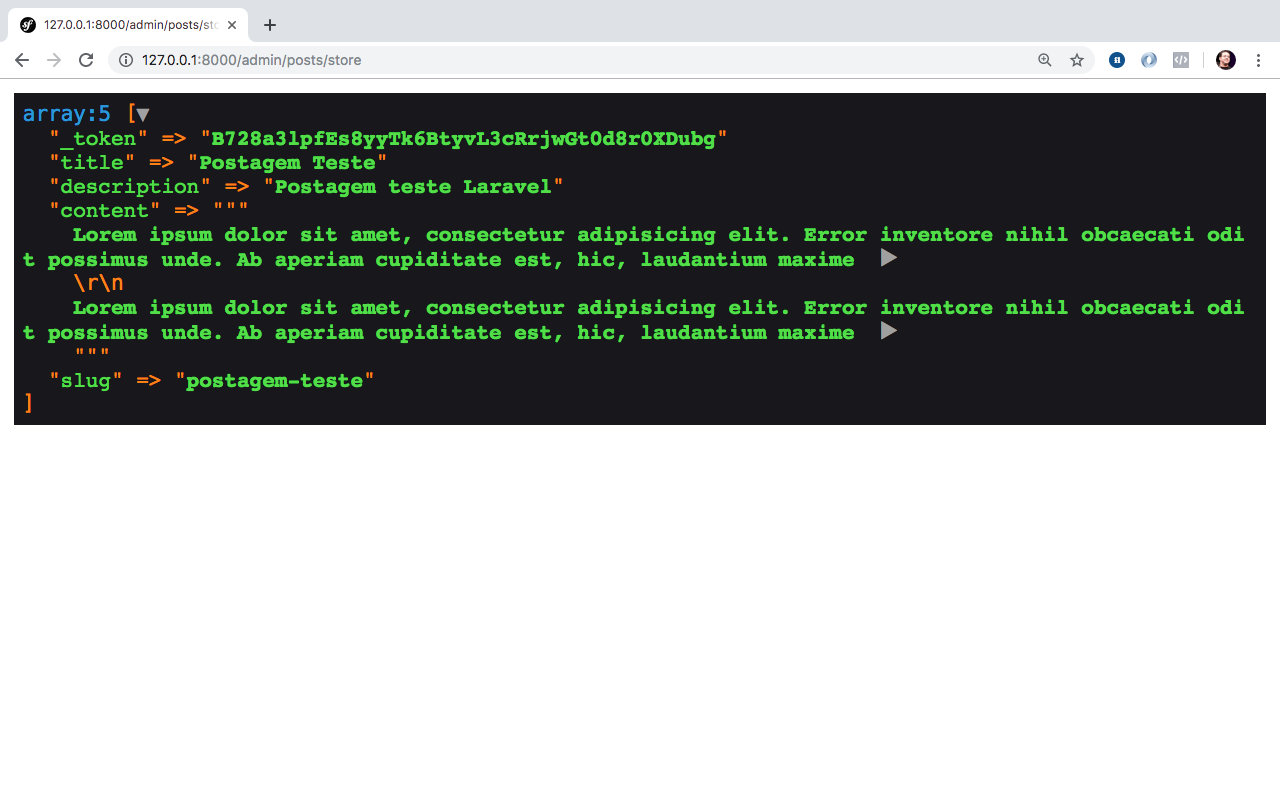 127.0.0.1:8000/admin/posts/sto
127.0.0.1:8000/admin/posts/store
array:5 [▼
"_token" => "B728a3lpfEs8yyTk6BtyvL3cRrjwGt0d8r0XDubg"
"title" => "Postagem Teste"
"description" => "Postagem teste Laravel"
"content" => """
Lorem ipsum dolor sit amet, consectetur adipisicing elit. Error inventore nihil obcaecati odi
t possimus unde. Ab aperiam cupiditate est, hic, laudantium maxime ▶
\r\n
Lorem ipsum dolor sit amet, consectetur adipisicing elit. Error inventore nihil obcaecati odi
t possimus unde. Ab aperiam cupiditate est, hic, laudantium maxime ▶
"""
"slug" => "postagem-teste"
]